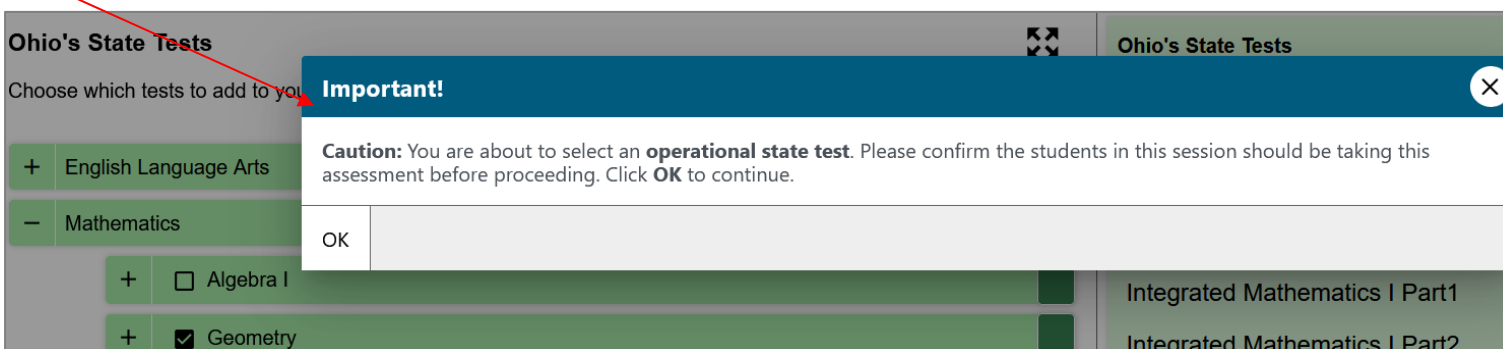 Ohio's State Tests
Choose which tests to add to you
+ English Language Arts
− Mathematics
+ Algebra I
+ Geometry
Important!
Caution: You are about to select an operational state test. Please confirm the students in this session should be taking this
assessment before proceeding. Click OK to continue.
OK
Ohio's State Tests
Integrated Mathematics I Part1
Integrated Mathematics I Part2